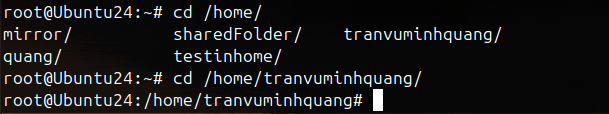 root@Ubuntu24:~# cd /home/
mirror/ sharedFolder/ tranvuminhquang/
quang/ testinhome/
root@Ubuntu24:~# cd /home/tranvuminhquang/
root@Ubuntu24:/home/tranvuminhquang#